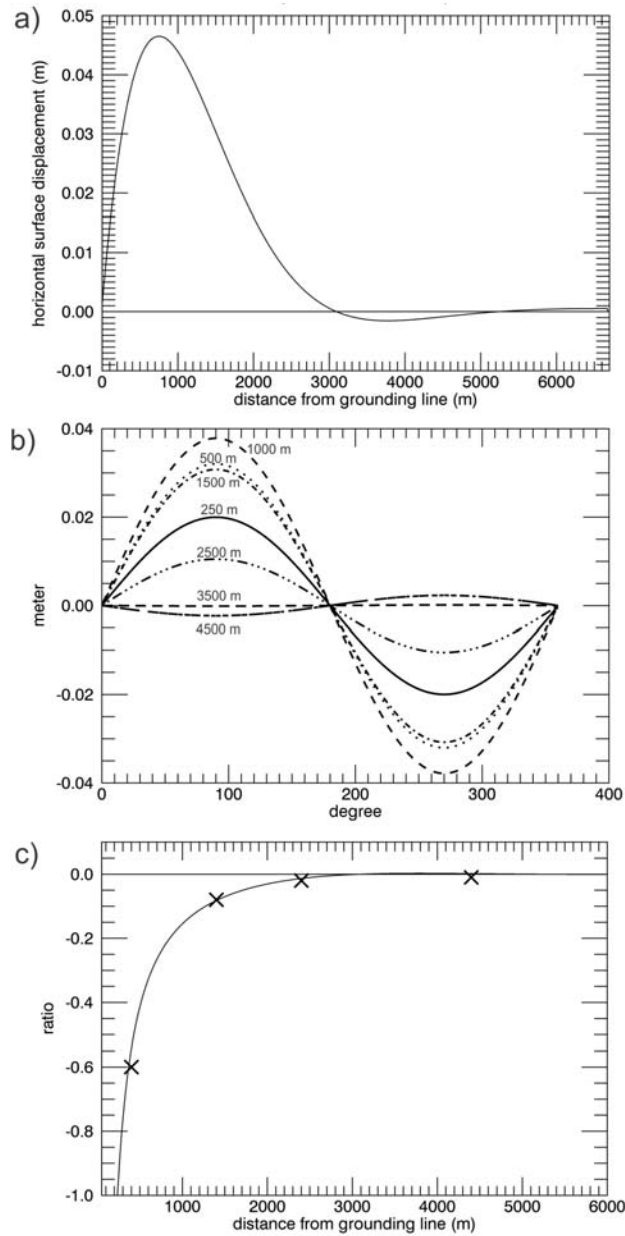 a)
0.05
0.04
0.03
0.02
0.01
0.00
-0.01
horizontal surface displacement (m)
0 1000 2000 3000 4000 5000 6000
distance from grounding line (m)
b)
0.04
0.02
0.00
-0.02
-0.04
meter
1000 m
500 m
1500 m
250 m
2500 m
3500 m
4500 m
0 100 200 300 400
degree
c)
0.0
-0.2
-0.4
-0.6
-0.8
-1.0
ratio
1000 2000 3000 4000 5000 6000
distance from grounding line (m)